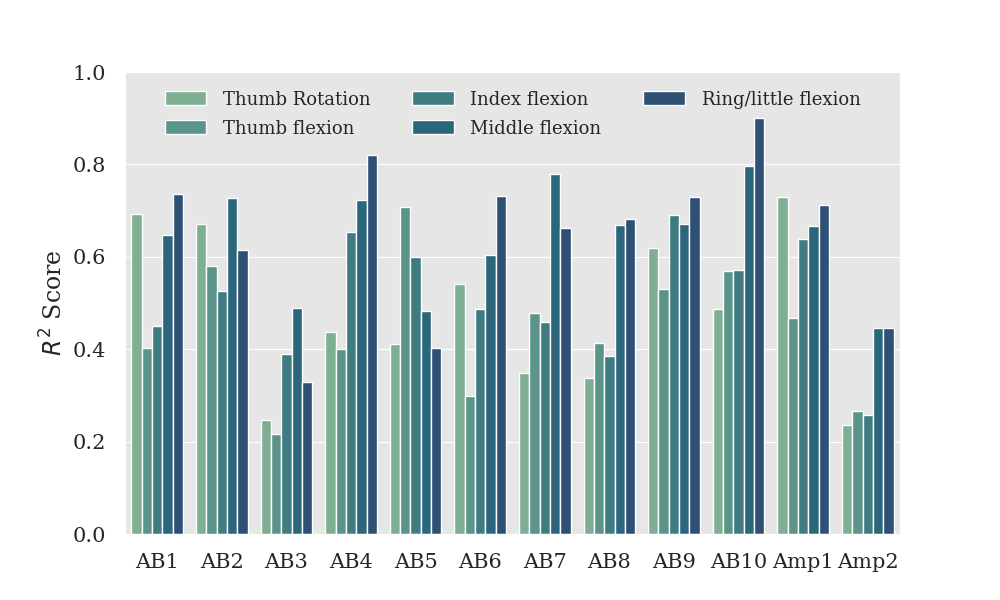 1.0
Thumb Rotation
Index flexion
Ring/little flexion
Thumb flexion
Middle flexion
0.8
0.6
0.4
0.2
0.0
R² Score
AB1 AB2 AB3 AB4 AB5 AB6 AB7 AB8 AB9 AB10 Amp1 Amp2